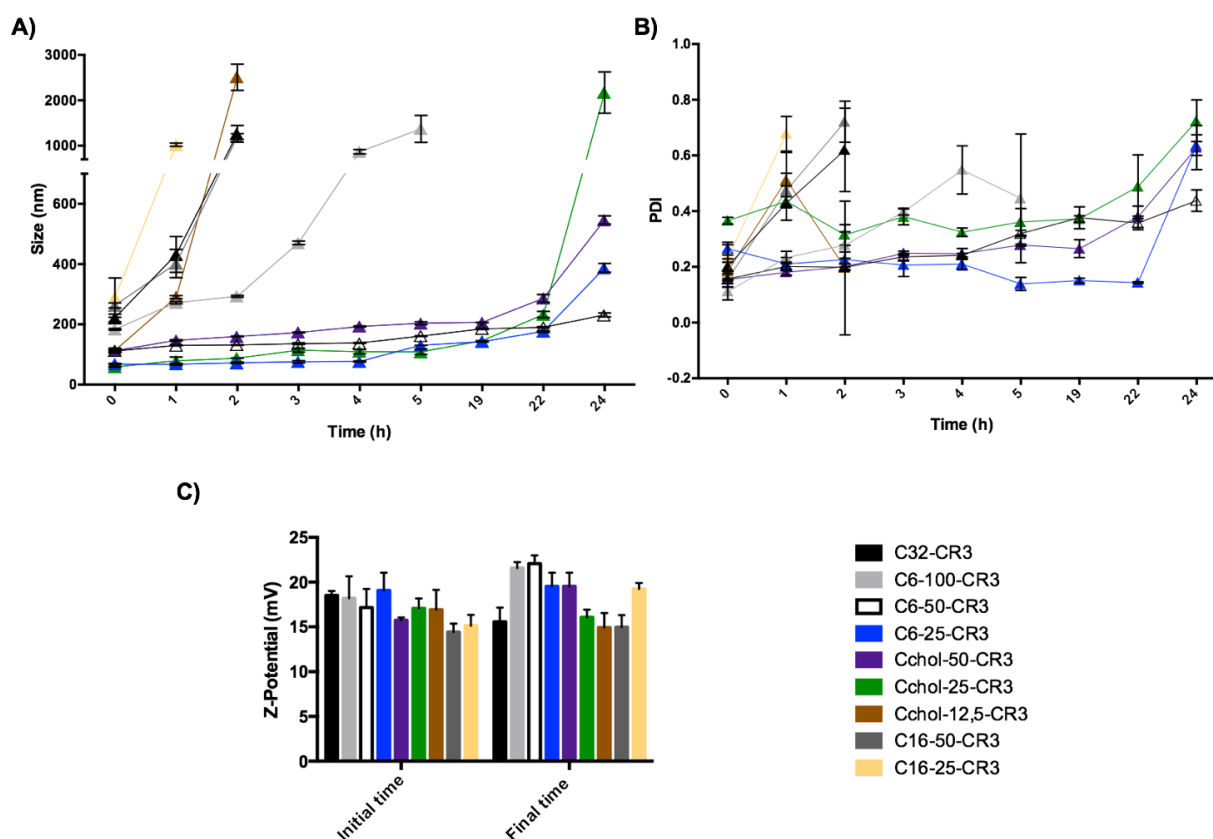 A)
3000
2000
1000
600
400
200
0
Size (nm)
0
1
2
3
4
5
19
22
24
Time (h)
B)
1.0
0.8
0.6
0.4
0.2
0.0
-0.2
PDI
0
1
2
3
4
5
19
22
24
Time (h)
C)
25
20
15
10
5
0
Z-Potential (mV)
Initial time
Final time
C32-CR3
C6-100-CR3
C6-50-CR3
C6-25-CR3
Cchol-50-CR3
Cchol-25-CR3
Cchol-12,5-CR3
C16-50-CR3
C16-25-CR3